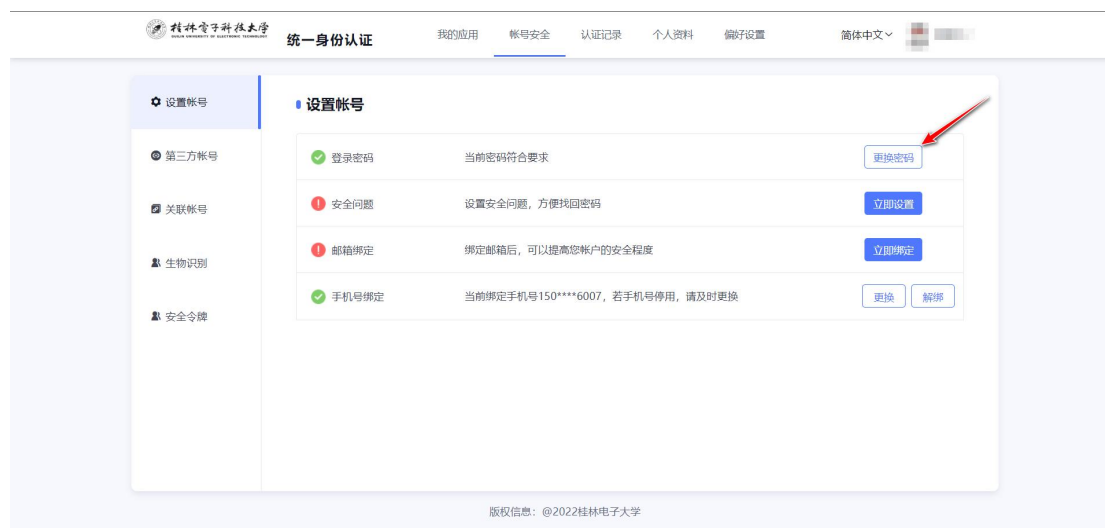 桂林电子科技大学
GUILIN UNIVERSITY OF ELECTRONIC TECHNOLOGY
统一身份认证
我的应用 帐号安全 认证记录 个人资料 偏好设置
简体中文
设置帐号
第三方帐号
关联帐号
生物识别
安全令牌
设置帐号
登录密码 当前密码符合要求 更换密码
安全问题 设置安全问题，方便找回密码 立即设置
邮箱绑定 绑定邮箱后，可以提高您帐户的安全程度 立即绑定
手机号绑定 当前绑定手机号150****6007，若手机号停用，请及时更换 更换 解绑
版权信息：@2022桂林电子大学